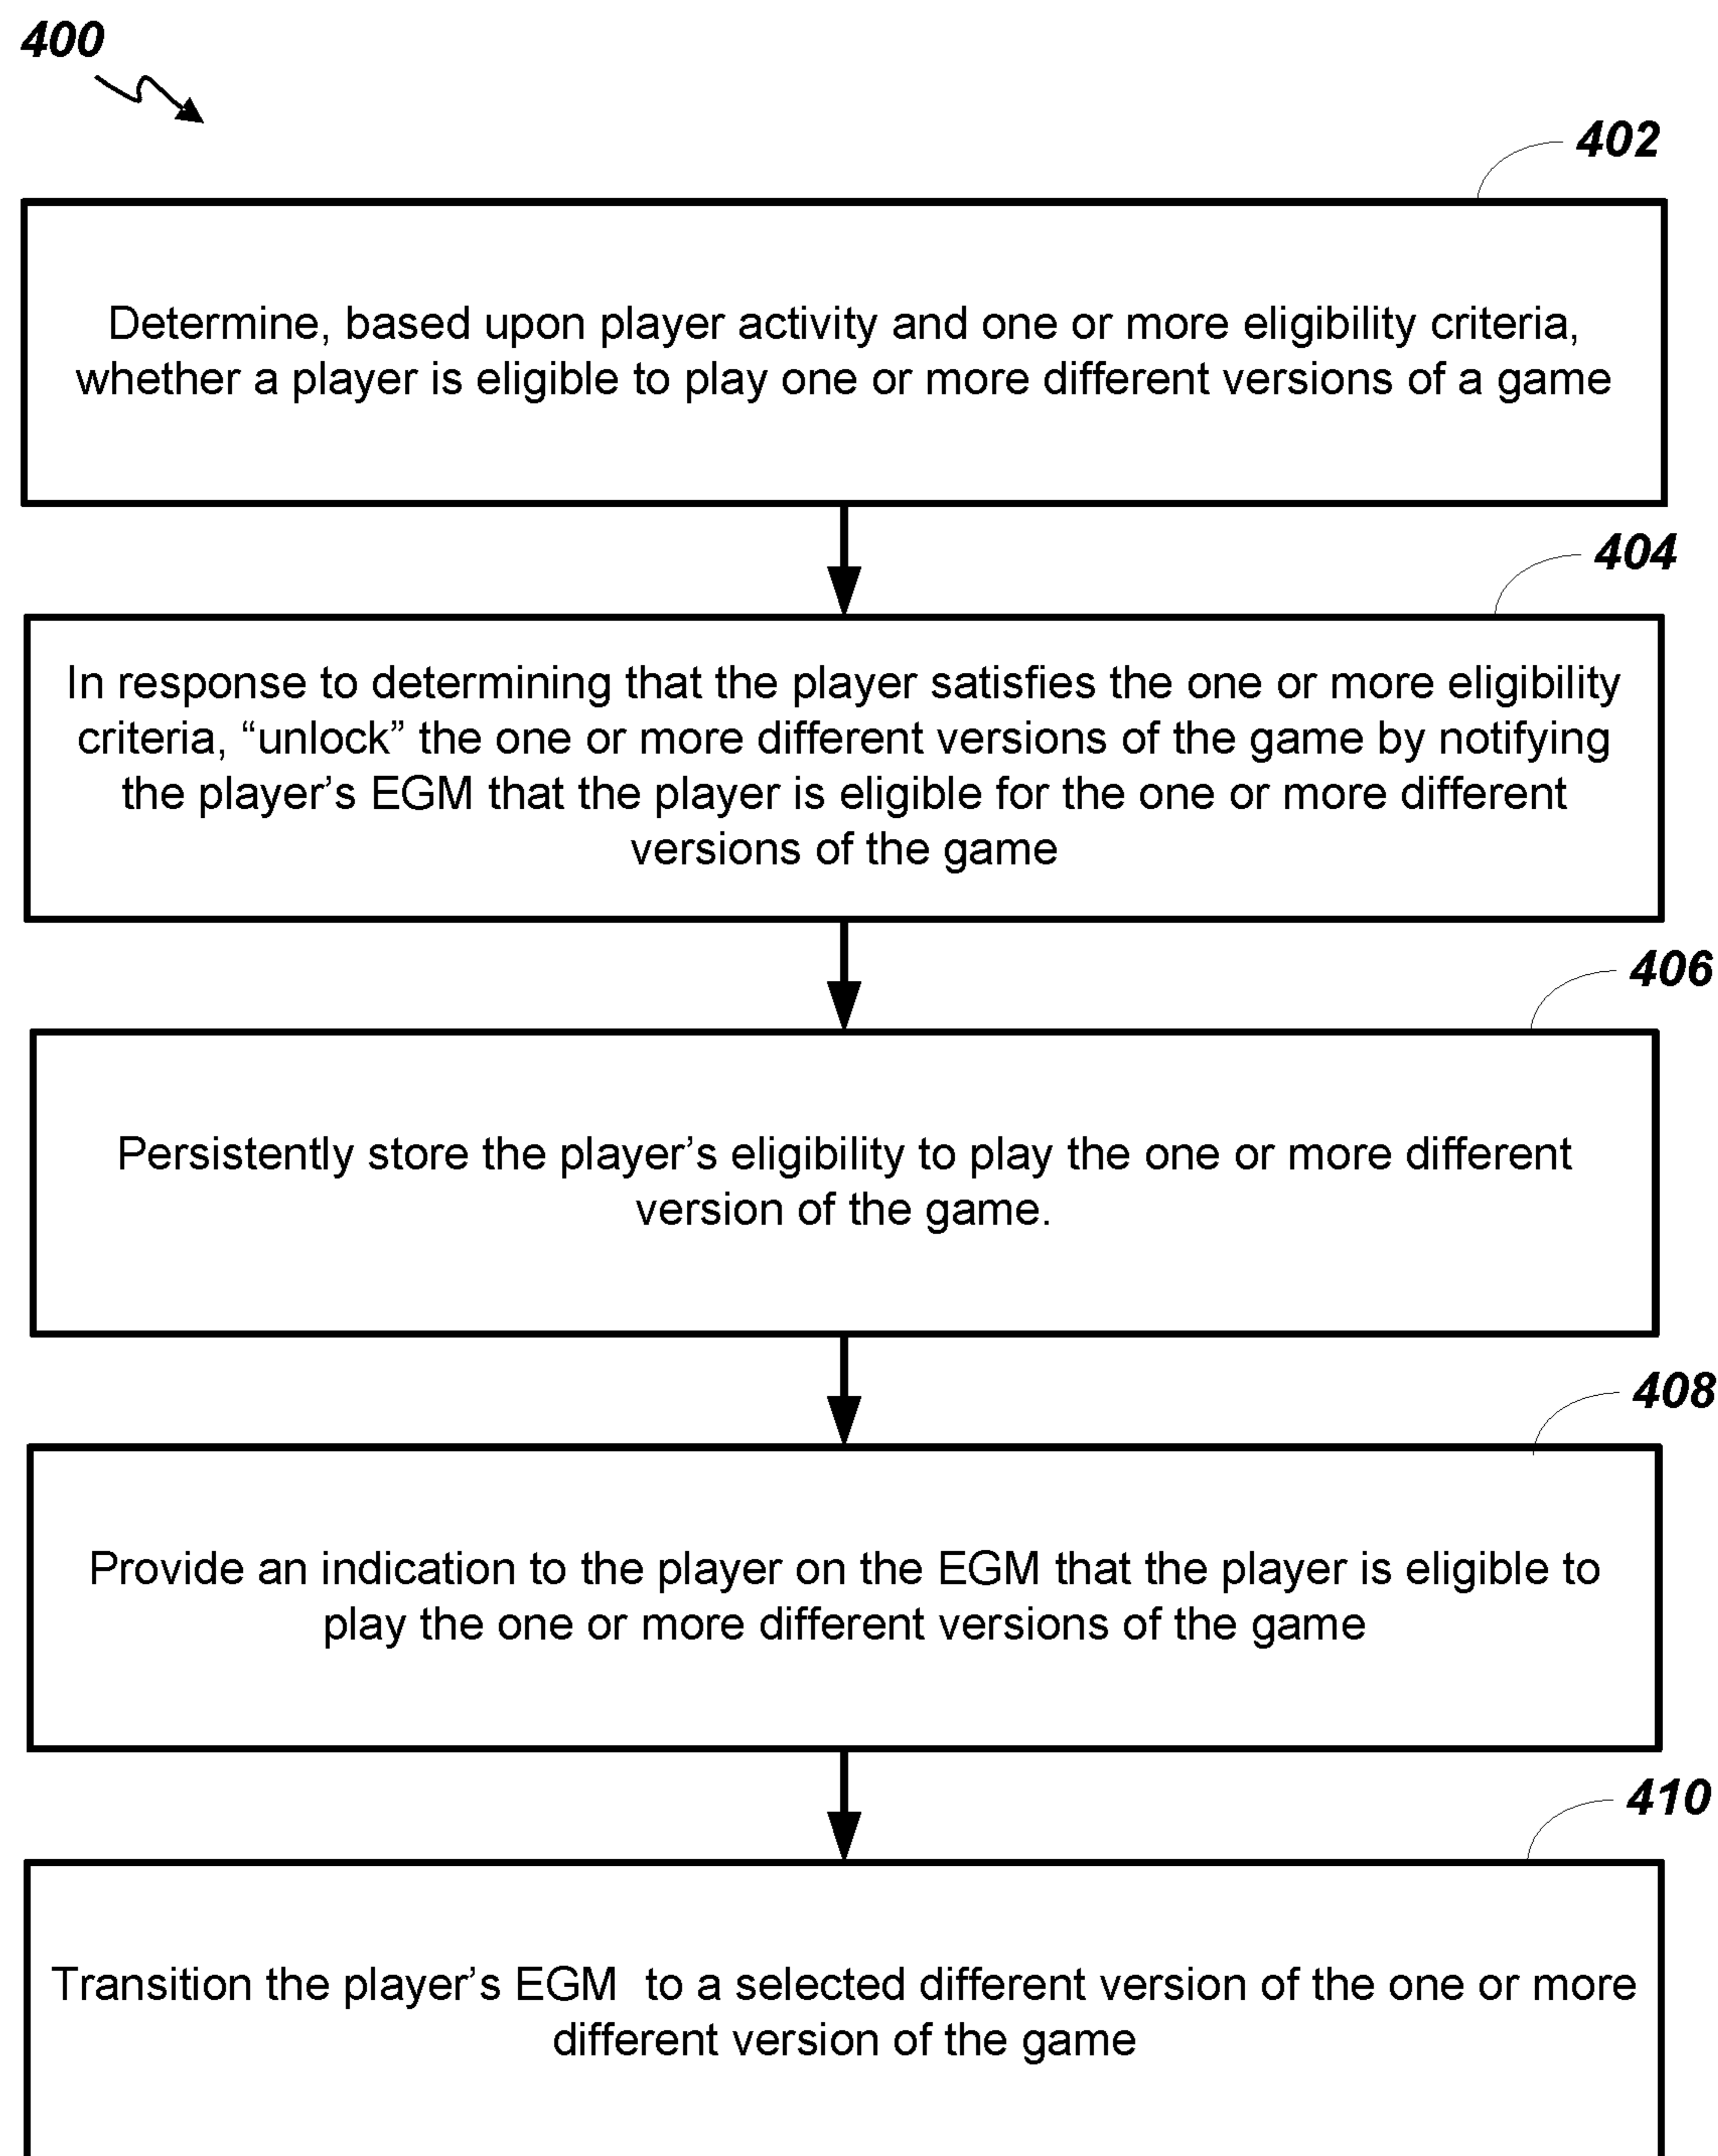 400
402
Determine, based upon player activity and one or more eligibility criteria,
whether a player is eligible to play one or more different versions of a game
404
In response to determining that the player satisfies the one or more eligibility
criteria, “unlock” the one or more different versions of the game by notifying
the player’s EGM that the player is eligible for the one or more different
versions of the game
406
Persistently store the player’s eligibility to play the one or more different
version of the game.
408
Provide an indication to the player on the EGM that the player is eligible to
play the one or more different versions of the game
410
Transition the player’s EGM  to a selected different version of the one or more
different version of the game